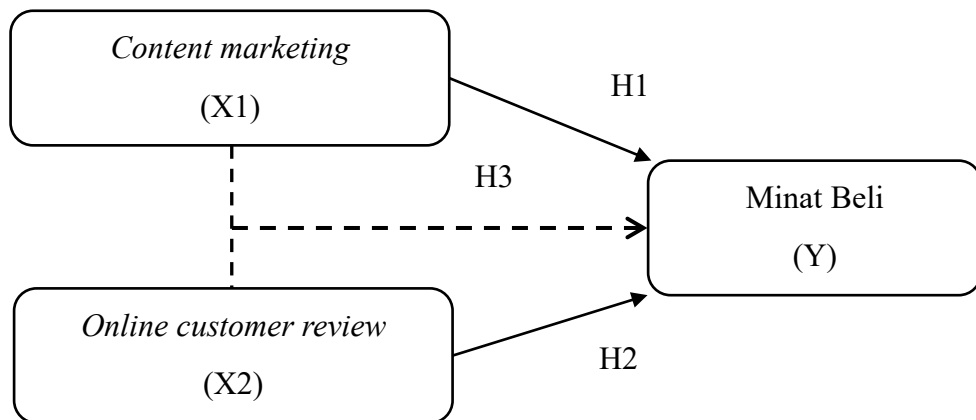 Content marketing
(X1)
H1
H3
Minat Beli
(Y)
Online customer review
(X2)
H2